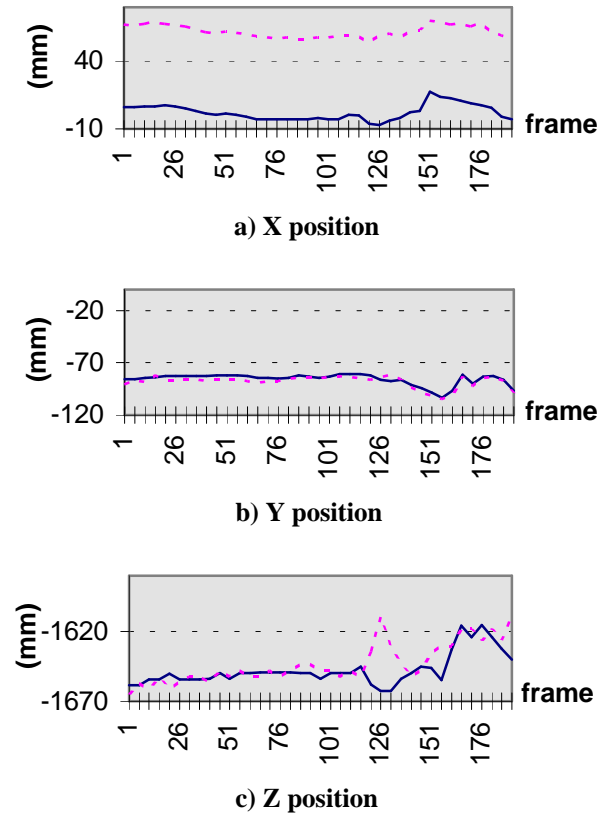 (mm)
40
-10
frame
1 26 51 76 101 126 151 176
a) X position
(mm)
-20
-70
-120
frame
1 26 51 76 101 126 151 176
b) Y position
(mm)
-1620
-1670
frame
1 26 51 76 101 126 151 176
c) Z position